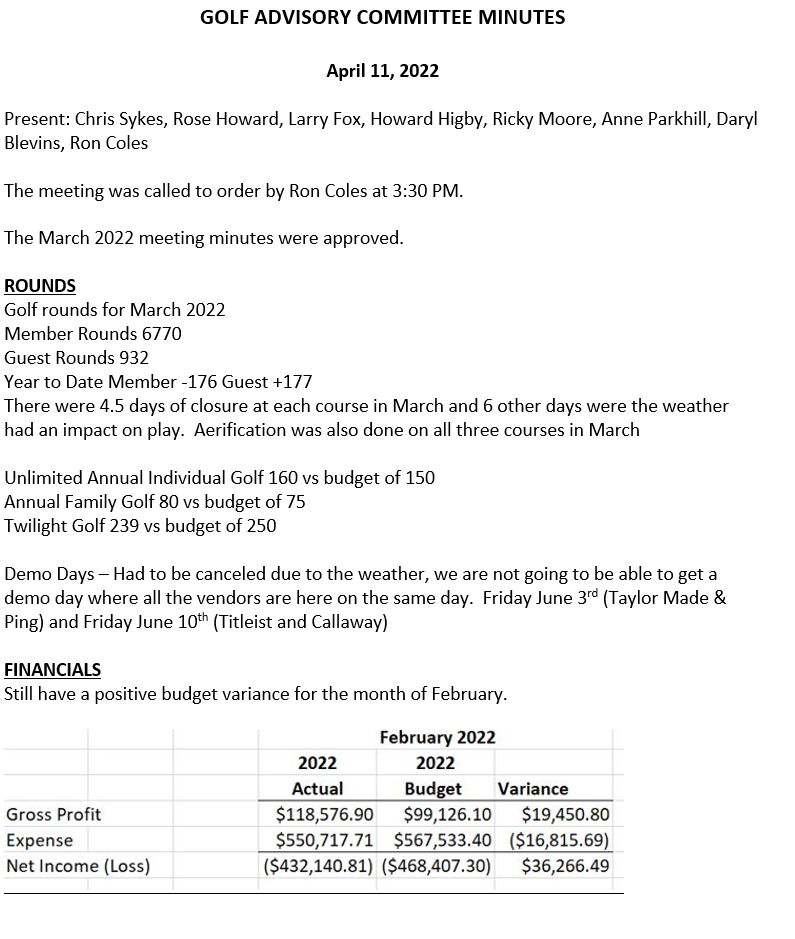 GOLF ADVISORY COMMITTEE MINUTES
April 11, 2022
Present: Chris Sykes, Rose Howard, Larry Fox, Howard Higby, Ricky Moore, Anne Parkhill, Daryl
Blevins, Ron Coles
The meeting was called to order by Ron Coles at 3:30 PM.
The March 2022 meeting minutes were approved.
ROUNDS
Golf rounds for March 2022
Member Rounds 6770
Guest Rounds 932
Year to Date Member -176 Guest +177
There were 4.5 days of closure at each course in March and 6 other days were the weather
had an impact on play.  Aerification was also done on all three courses in March
Unlimited Annual Individual Golf 160 vs budget of 150
Annual Family Golf 80 vs budget of 75
Twilight Golf 239 vs budget of 250
Demo Days – Had to be canceled due to the weather, we are not going to be able to get a
demo day where all the vendors are here on the same day.  Friday June 3rd (Taylor Made &
Ping) and Friday June 10th (Titleist and Callaway)
FINANCIALS
Still have a positive budget variance for the month of February.
February 2022
2022 2022
Actual Budget Variance
Gross Profit $118,576.90 $99,126.10 $19,450.80
Expense $550,717.71 $567,533.40 ($16,815.69)
Net Income (Loss) ($432,140.81) ($468,407.30) $36,266.49